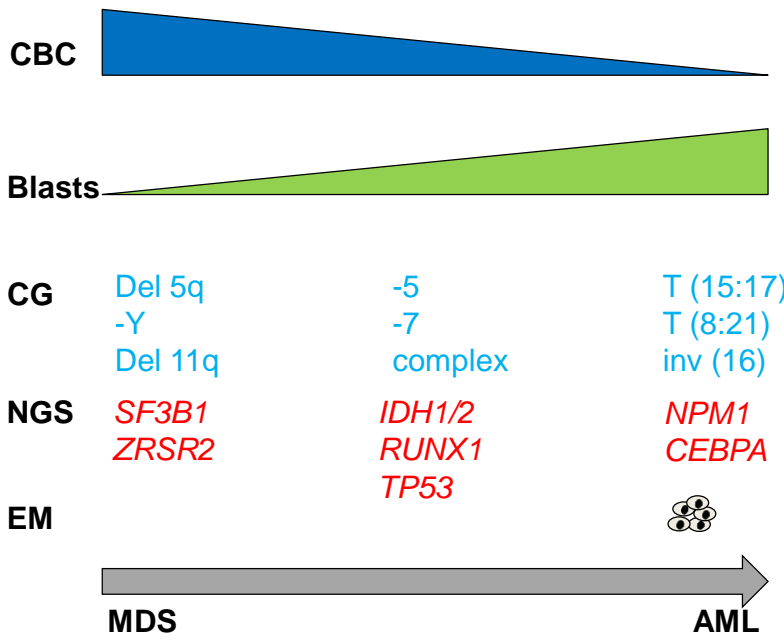 CBC
Blasts
CG Del 5q -5 T (15:17)
-Y -7 T (8:21)
Del 11q complex inv (16)
NGS SF3B1 IDH1/2 NPM1
ZRSR2 RUNX1 CEBPA
TP53
EM
MDS AML